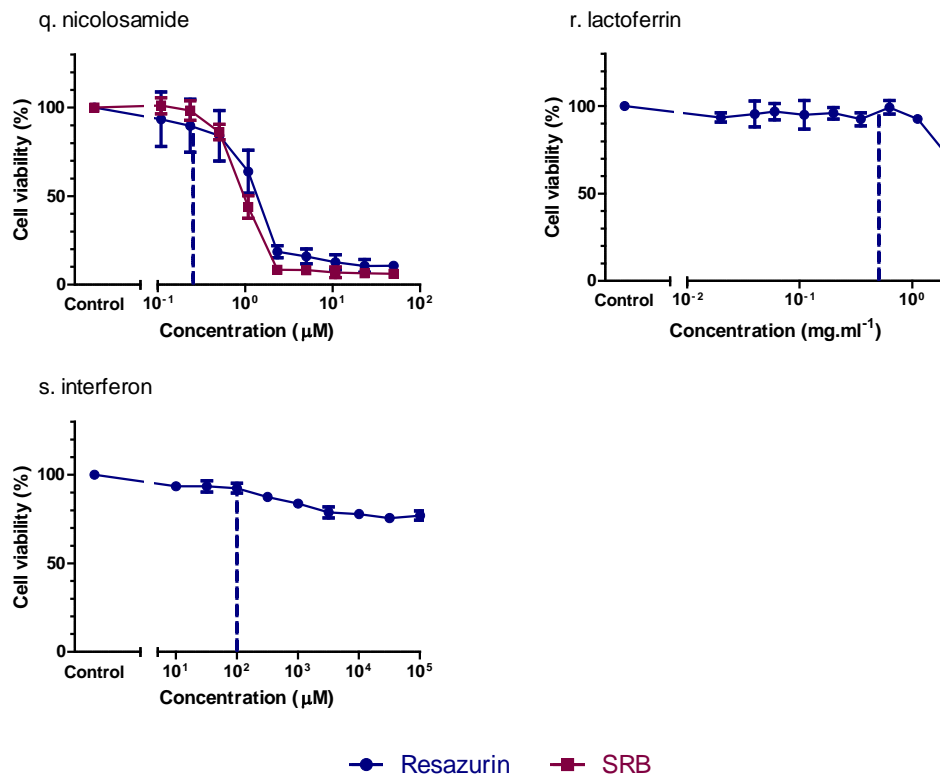 q. nicolosamide
Cell viability (%)
100
50
0
Control
10⁻¹ 10⁰ 10¹ 10²
Concentration (μM)
r. lactoferrin
Cell viability (%)
100
50
0
Control
10⁻² 10⁻¹ 10⁰
Concentration (mg.ml⁻¹)
s. interferon
Cell viability (%)
100
50
0
Control
10¹ 10² 10³ 10⁴ 10⁵
Concentration (μM)
Resazurin SRB